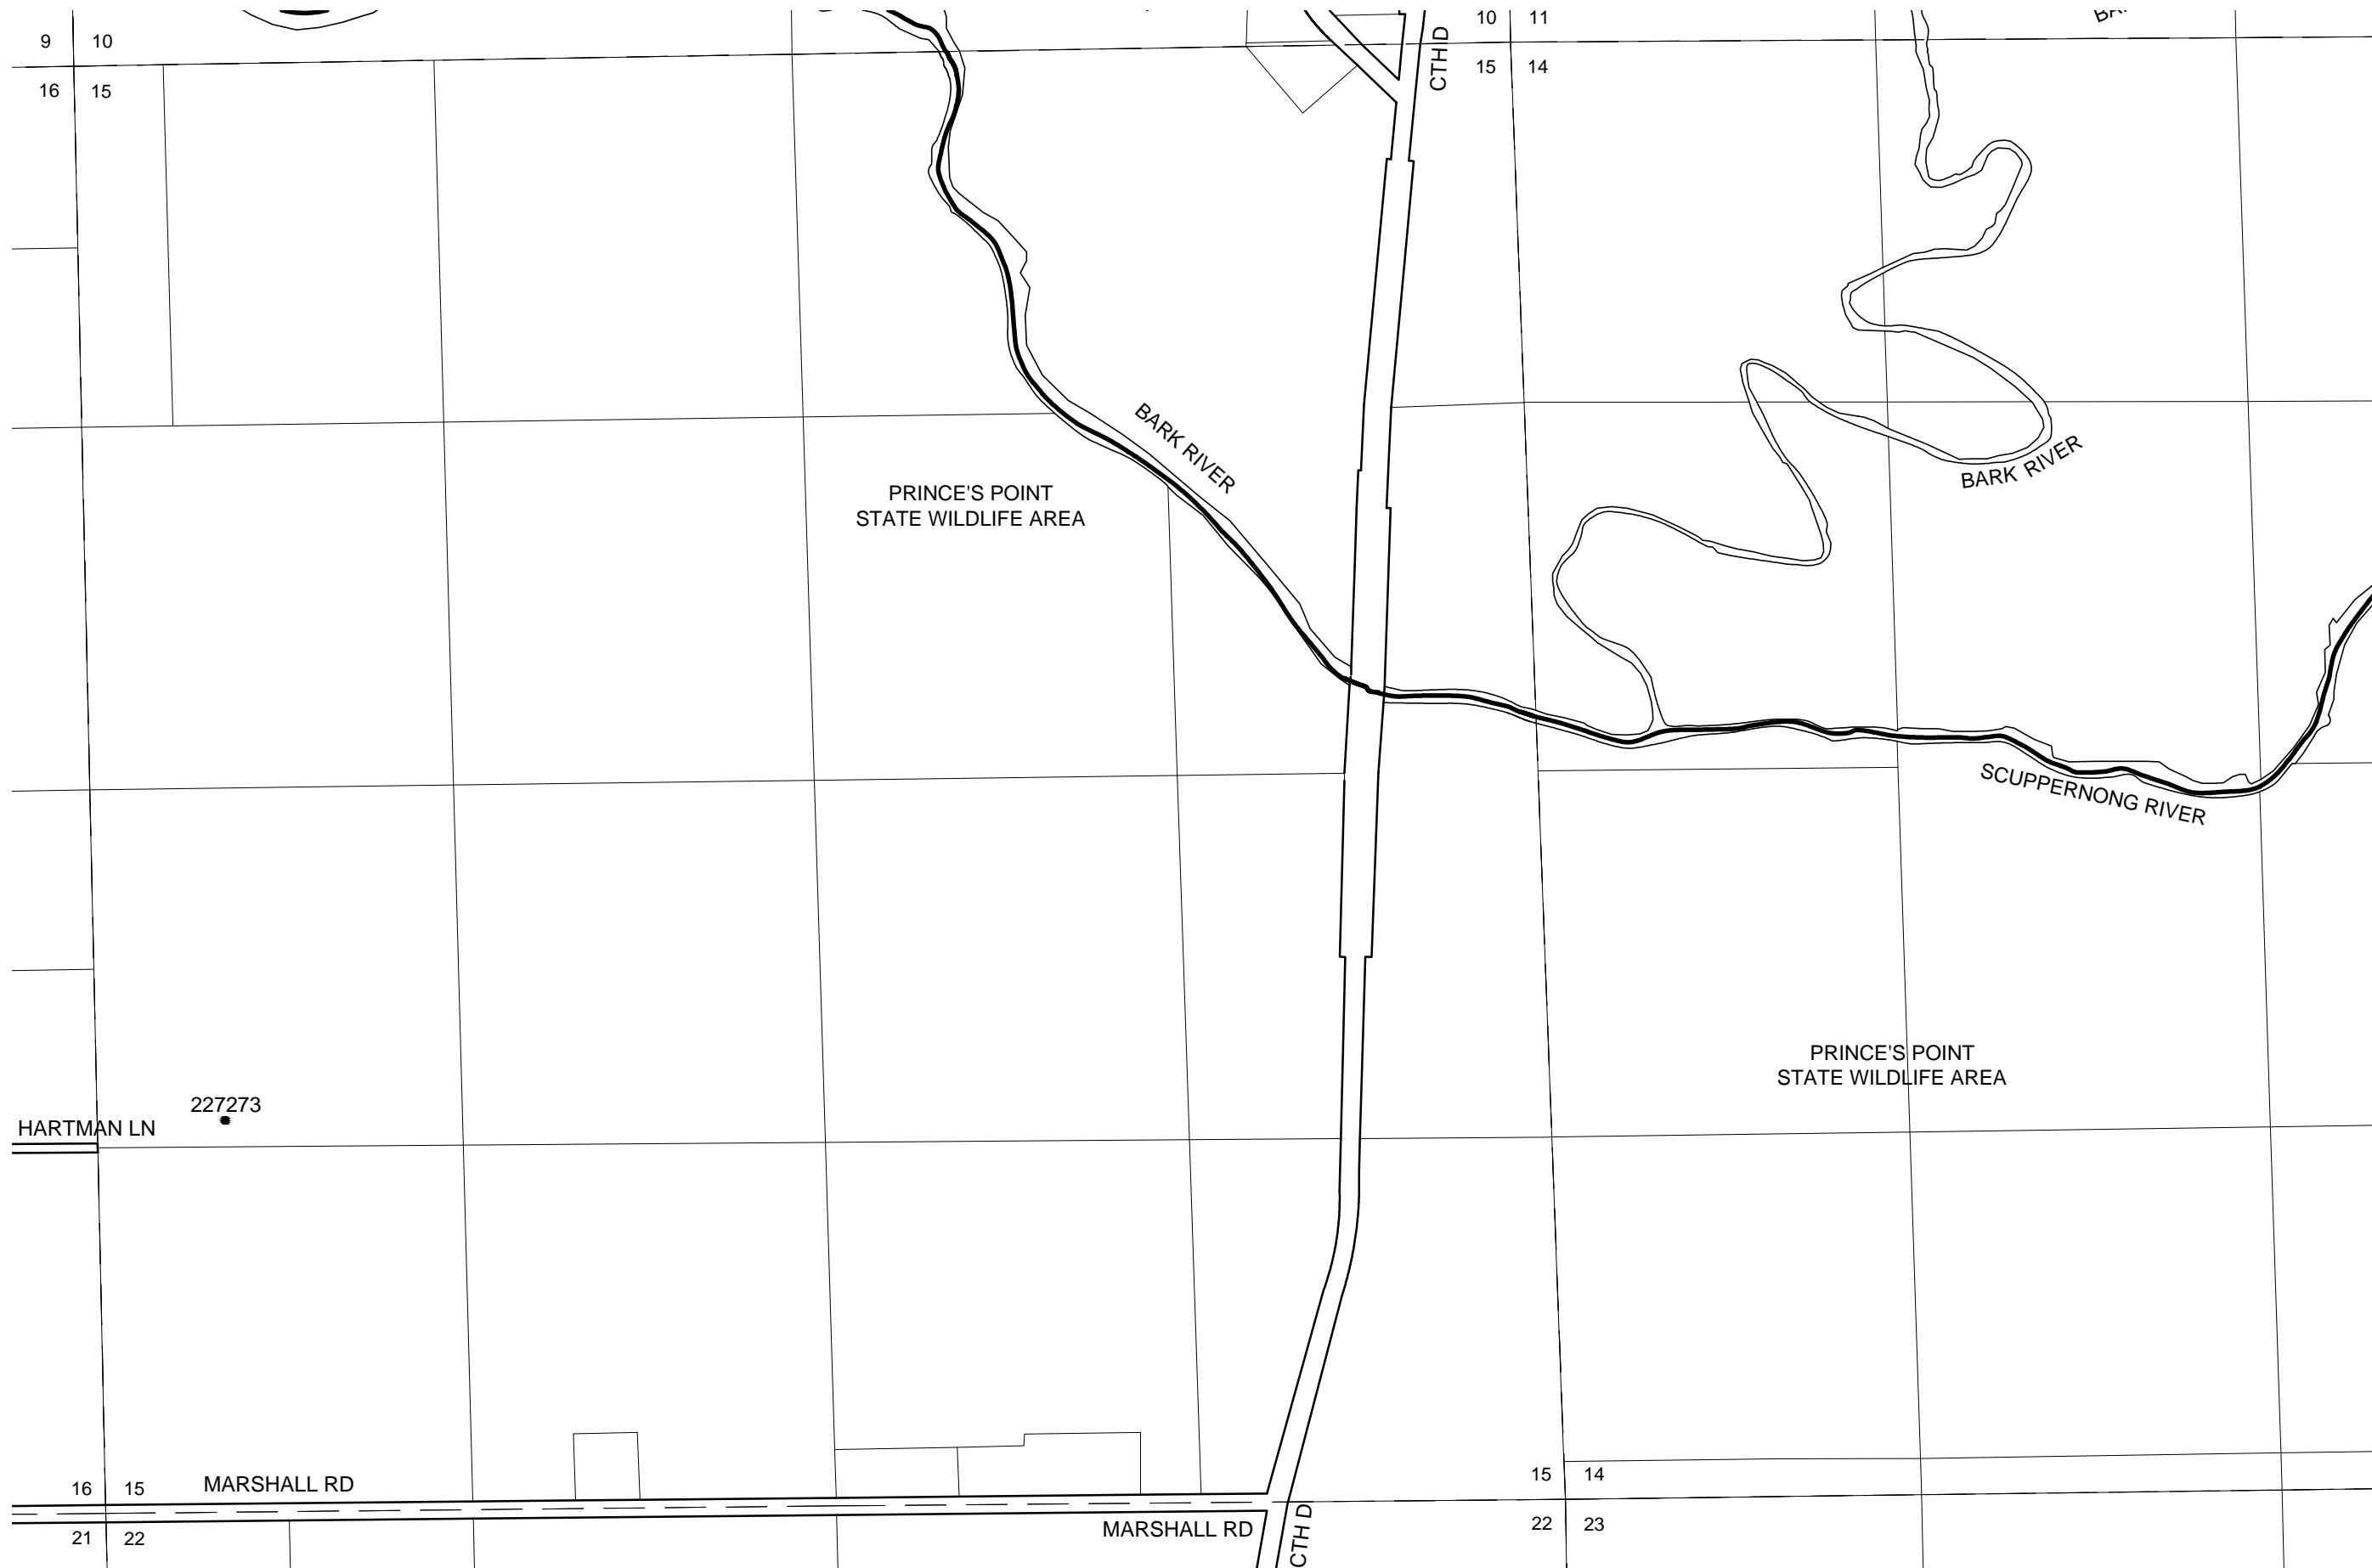 9
10
10
11
CTH D
16
15
15
14
BARK RIVER
BARK RIVER
PRINCE'S POINT
STATE WILDLIFE AREA
SCUPPERNONG RIVER
PRINCE'S POINT
STATE WILDLIFE AREA
227273
HARTMAN LN
16
15
MARSHALL RD
15
14
21
22
MARSHALL RD
CTH D
22
23